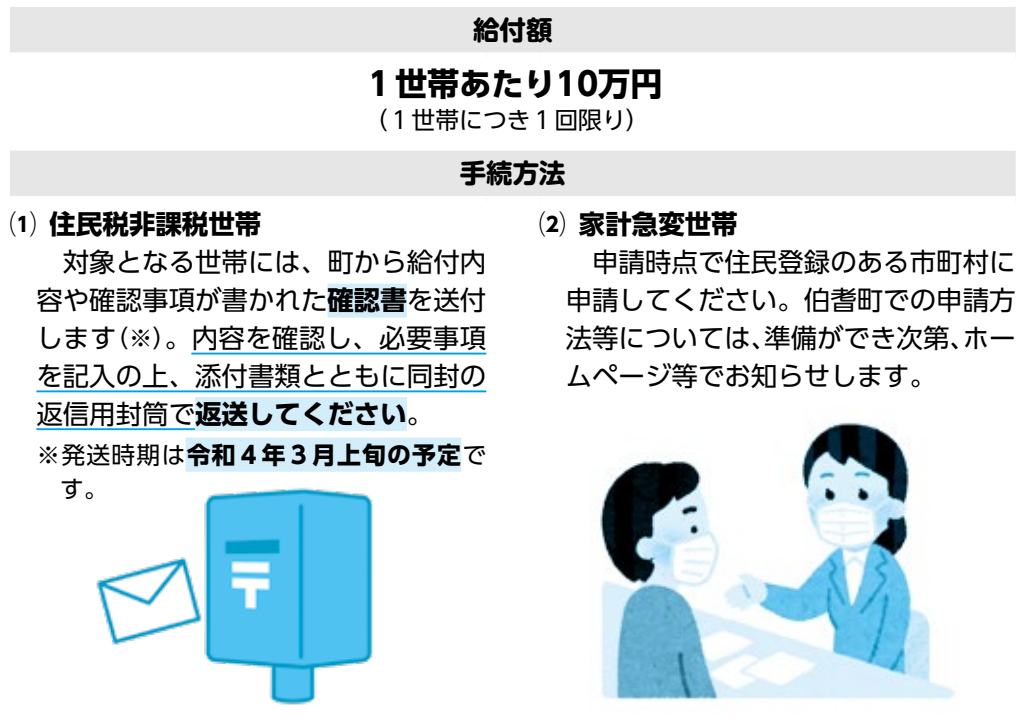 給付額
1世帯あたり10万円
(1世帯につき1回限り)
手続方法
(1) 住民税非課税世帯
対象となる世帯には、町から給付内
容や確認事項が書かれた確認書を送付
します(※)。内容を確認し、必要事項
を記入の上、添付書類とともに同封の
返信用封筒で返送してください。
※発送時期は令和4年3月上旬の予定で
す。
(2) 家計急変世帯
申請時点で住民登録のある市町村に
申請してください。伯耆町での申請方
法等については、準備ができ次第、ホー
ムページ等でお知らせします。